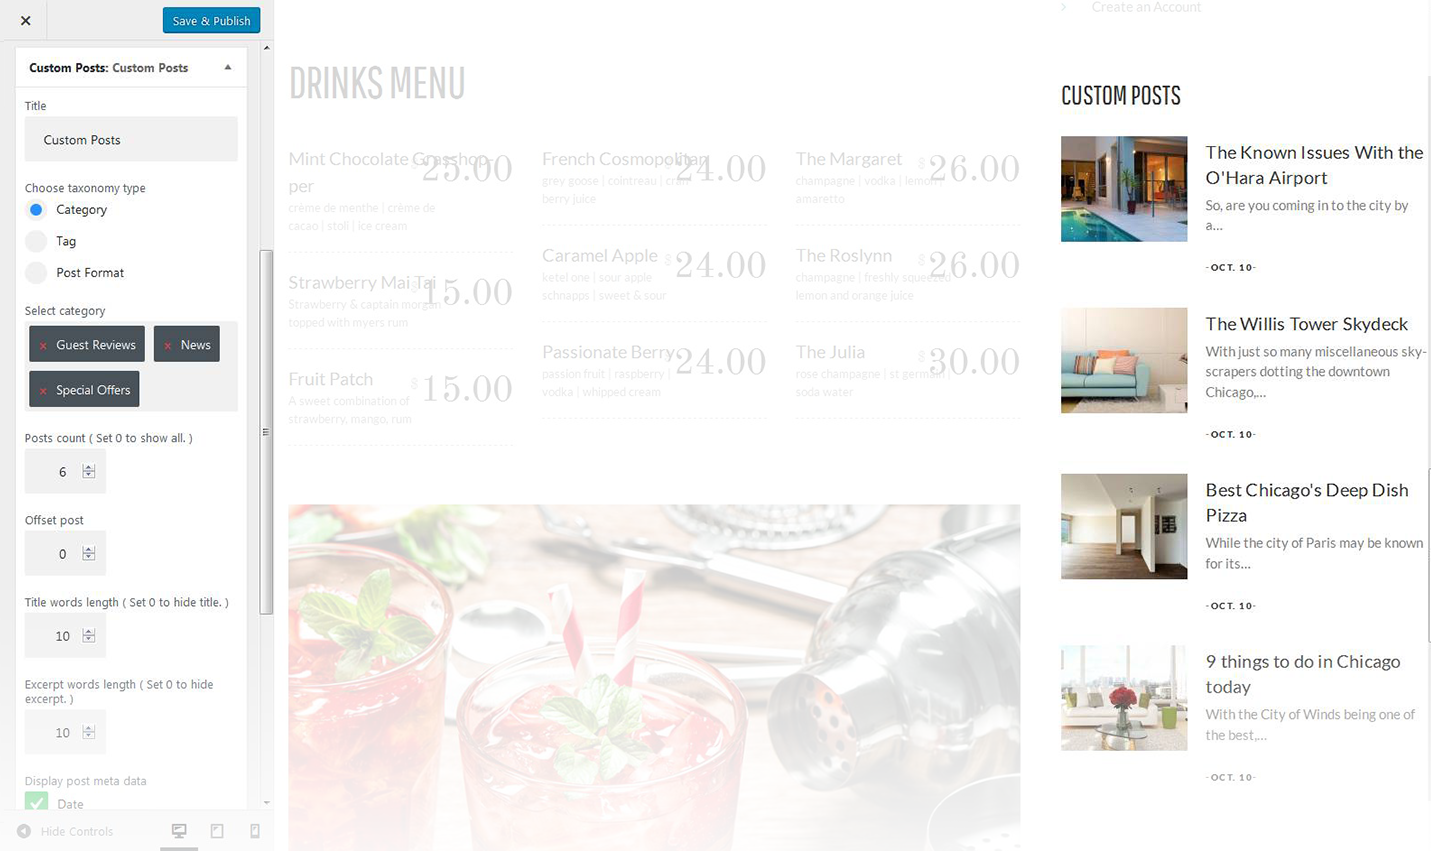 Save & Publish
Custom Posts: Custom Posts
Title
Custom Posts
Choose taxonomy type
Category
Tag
Post Format
Select category
× Guest Reviews × News
× Special Offers
Posts count ( Set 0 to show all. )
6
Offset post
0
Title words length ( Set 0 to hide title. )
10
Excerpt words length ( Set 0 to hide
excerpt. )
10
Display post meta data
Date
Hide Controls
DRINKS MENU
Mint Chocolate Grasshop-
per
$ 25.00
crème de menthe | crème de
cacao | stoli | ice cream
Strawberry Mai Tai
$ 15.00
Strawberry & captain morgan
topped with myers rum
Fruit Patch
$ 15.00
A sweet combination of
strawberry, mango, rum
French Cosmopolitan
24.00
grey goose | cointreau | cran-
berry juice
Caramel Apple
$ 24.00
ketel one | sour apple
schnapps | sweet & sour
Passionate Berry
24.00
passion fruit | raspberry |
vodka | whipped cream
The Margaret
$ 26.00
champagne | vodka | lemon |
amaretto
The Roslynn
$ 26.00
champagne | freshly squeezed
lemon and orange juice
The Julia
$ 30.00
rose champagne | st germain |
soda water
Create an Account
CUSTOM POSTS
The Known Issues With the
O'Hara Airport
So, are you coming in to the city by
a...
-OCT. 10-
The Willis Tower Skydeck
With just so many miscellaneous sky-
scrapers dotting the downtown
Chicago,...
-OCT. 10-
Best Chicago's Deep Dish
Pizza
While the city of Paris may be known
for its...
-OCT. 10-
9 things to do in Chicago
today
With the City of Winds being one of
the best,...
-OCT. 10-